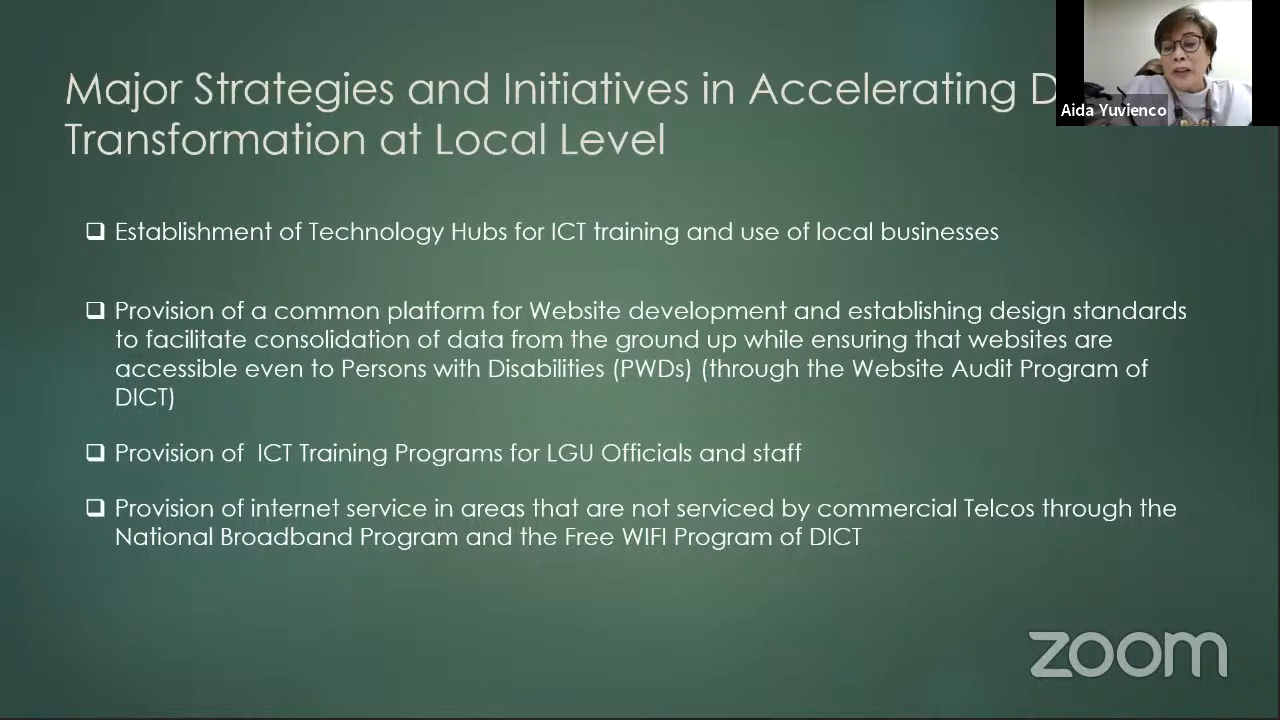 Major Strategies and Initiatives in Accelerating D
Transformation at Local Level
Aida Yuvienco
❑ Establishment of Technology Hubs for ICT training and use of local businesses
❑ Provision of a common platform for Website development and establishing design standards
to facilitate consolidation of data from the ground up while ensuring that websites are
accessible even to Persons with Disabilities (PWDs) (through the Website Audit Program of
DICT)
❑ Provision of  ICT Training Programs for LGU Officials and staff
❑ Provision of internet service in areas that are not serviced by commercial Telcos through the
National Broadband Program and the Free WIFI Program of DICT
zoom